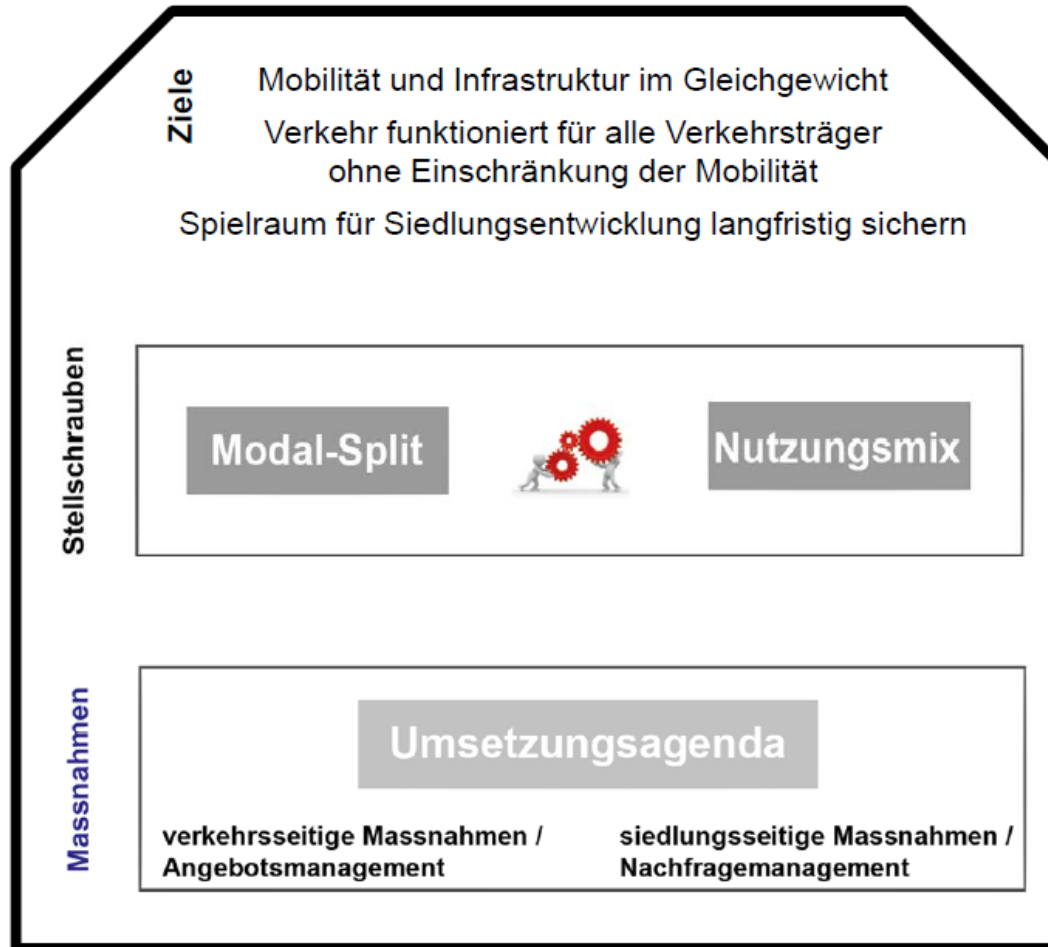 Ziele
Mobilität und Infrastruktur im Gleichgewicht
Verkehr funktioniert für alle Verkehrsträger
ohne Einschränkung der Mobilität
Spielraum für Siedlungsentwicklung langfristig sichern
Stellschrauben
Modal-Split
Nutzungsmix
Massnahmen
Umsetzungsagenda
verkehrsseitige Massnahmen /
Angebotsmanagement
siedlungsseitige Massnahmen /
Nachfragemanagement